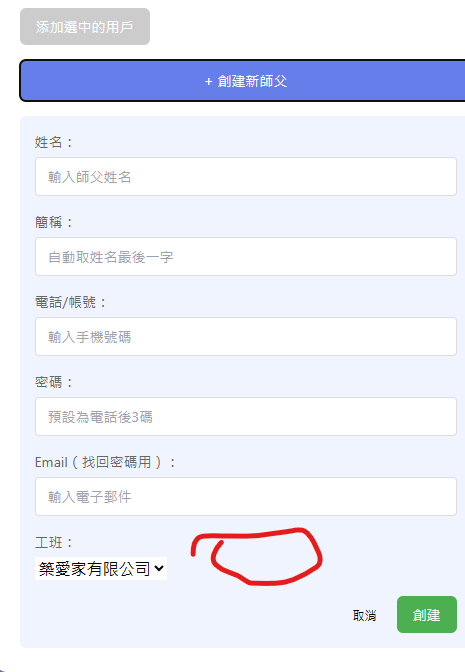 添加選中的用戶
+ 創建新師父
姓名：
輸入師父姓名
簡稱：
自動取姓名最後一字
電話/帳號：
輸入手機號碼
密碼：
預設為電話後3碼
Email（找回密碼用）：
輸入電子郵件
工班：
築愛家有限公司
取消 創建